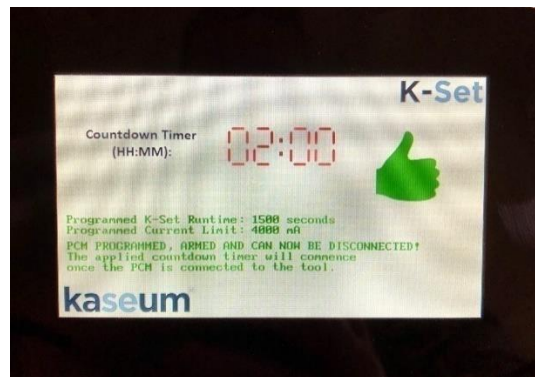 K-Set
Countdown Timer
(HH:MM):
02:00
Programmed K-Set Runtime: 1500 seconds
Programmed Current Limit: 4000 mA
PCM PROGRAMMED, ARMED AND CAN NOW BE DISCONNECTED!
The applied countdown timer will commence
once the PCM is connected to the tool.
kaseum